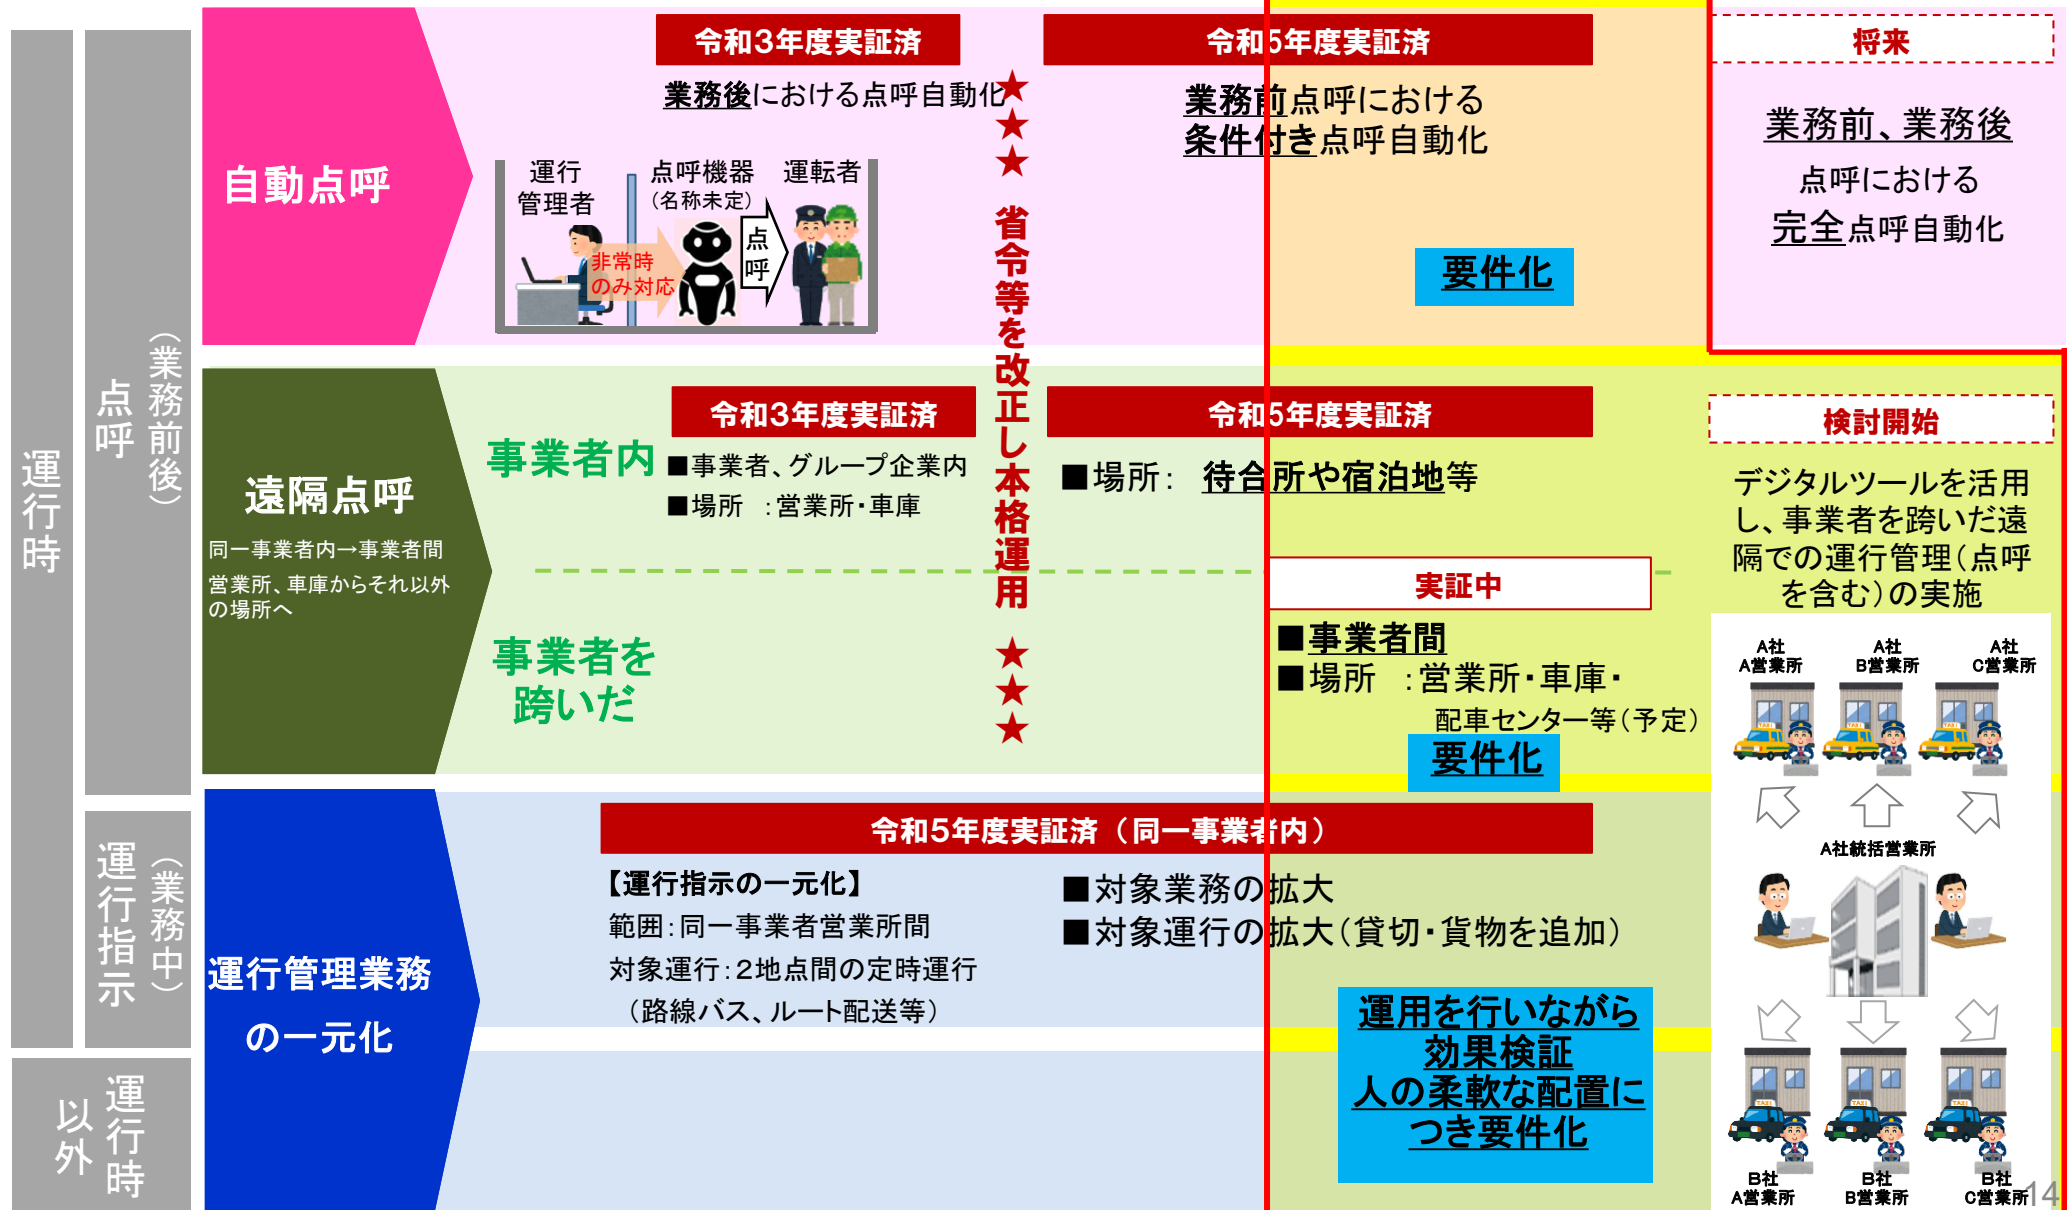 運行時
点呼
（業務前後）
運行指示
（業務中）
運行時
以外
自動点呼
令和3年度実証済
業務後における点呼自動化
運行
管理者
点呼機器
（名称未定）
運転者
非常時
のみ対応
点
呼
★★★ 省令等を改正し本格運用 ★★★
令和5年度実証済
業務前点呼における
条件付き点呼自動化
要件化
将来
業務前、業務後
点呼における
完全点呼自動化
遠隔点呼
同一事業者内→事業者間
営業所、車庫からそれ以外
の場所へ
事業者内
令和3年度実証済
■事業者、グループ企業内
■場所 ：営業所・車庫
令和5年度実証済
■場所： 待合所や宿泊地等
事業者を
跨いだ
実証中
■事業者間
■場所 ：営業所・車庫・
配車センター等（予定）
要件化
検討開始
デジタルツールを活用
し、事業者を跨いだ遠
隔での運行管理（点呼
を含む）の実施
A社
A営業所
A社
B営業所
A社
C営業所
TAXI
TAXI
TAXI
A社統括営業所
TAXI
TAXI
TAXI
B社
A営業所
B社
B営業所
B社
C営業所
運行管理業務
の一元化
令和5年度実証済（同一事業者内）
【運行指示の一元化】
範囲：同一事業者営業所間
対象運行：2地点間の定時運行
（路線バス、ルート配送等）
■対象業務の拡大
■対象運行の拡大（貸切・貨物を追加）
運用を行いながら
効果検証
人の柔軟な配置に
つき要件化
14